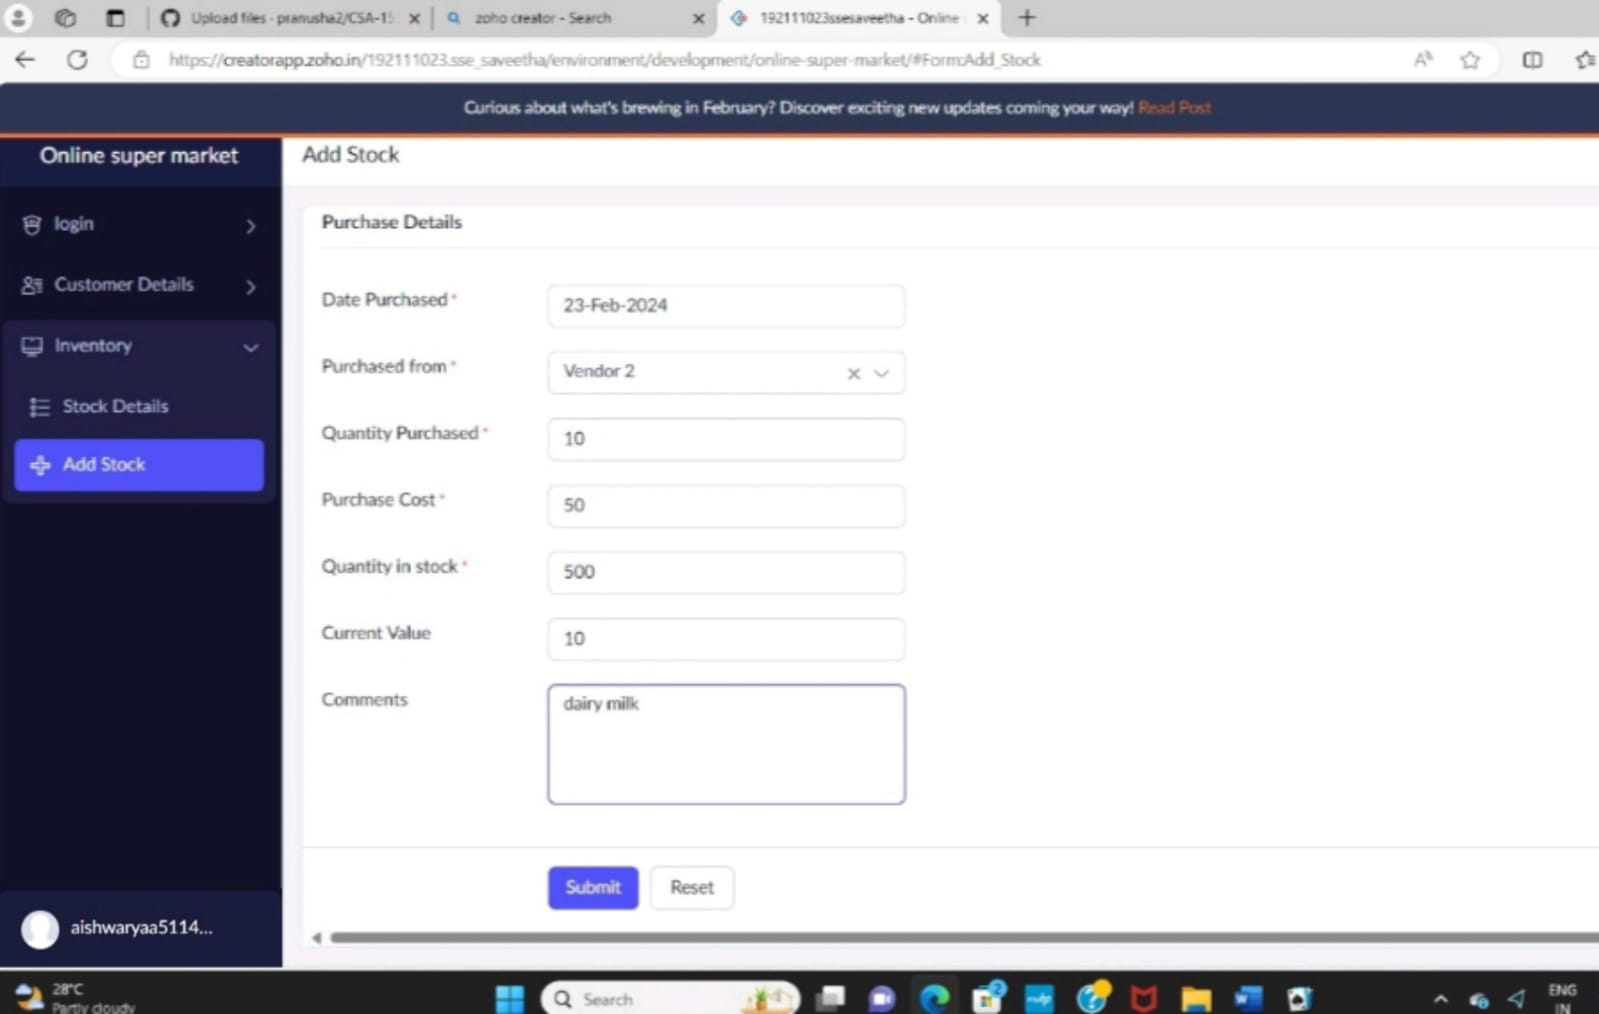 Upload files · pranusha2/CSA-15
zoho creator - Search
192111023ssesaveetha - Online
https://creatorapp.zoho.in/192111023.sse_saveetha/environment/development/online-super-market/#Form:Add_Stock
Curious about what's brewing in February? Discover exciting new updates coming your way! Read Post
Online super market
Add Stock
login
Customer Details
Inventory
Stock Details
Add Stock
Purchase Details
Date Purchased *
23-Feb-2024
Purchased from *
Vendor 2
Quantity Purchased *
10
Purchase Cost *
50
Quantity in stock *
500
Current Value
10
Comments
dairy milk
Submit
Reset
aishwaryaa5114...
28°C
Partly cloudy
Search
2
ENG
IN